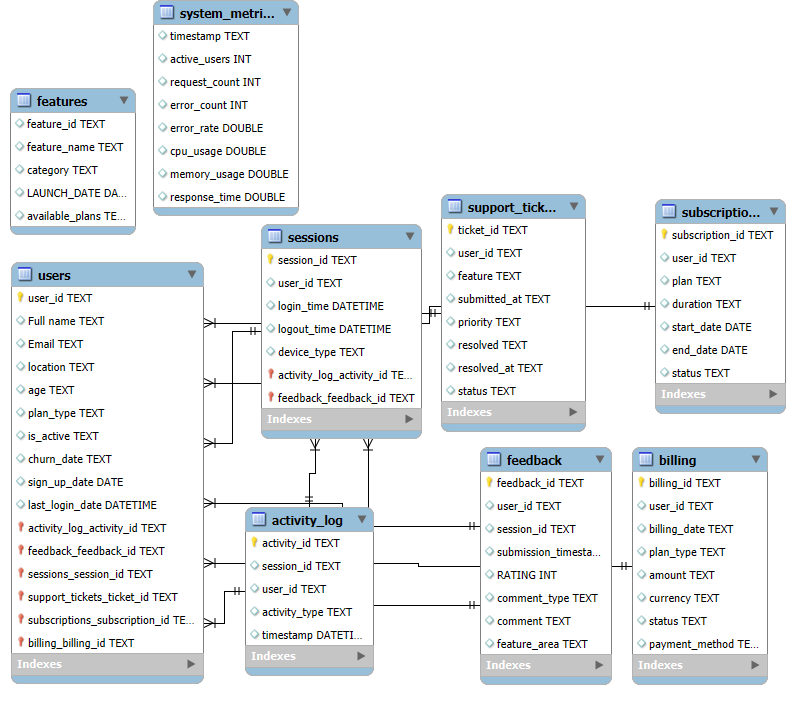 system_metri...
timestamp TEXT
active_users INT
request_count INT
error_count INT
error_rate DOUBLE
cpu_usage DOUBLE
memory_usage DOUBLE
response_time DOUBLE
features
feature_id TEXT
feature_name TEXT
category TEXT
LAUNCH_DATE DA...
available_plans TE...
users
user_id TEXT
Full name TEXT
Email TEXT
location TEXT
age TEXT
plan_type TEXT
is_active TEXT
churn_date TEXT
sign_up_date DATE
last_login_date DATETIME
activity_log_activity_id TEXT
feedback_feedback_id TEXT
sessions_session_id TEXT
support_tickets_ticket_id TEXT
subscriptions_subscription_id TE...
billing_billing_id TEXT
Indexes
sessions
session_id TEXT
user_id TEXT
login_time DATETIME
logout_time DATETIME
device_type TEXT
activity_log_activity_id TE...
feedback_feedback_id TEXT
Indexes
support_tick...
ticket_id TEXT
user_id TEXT
feature TEXT
submitted_at TEXT
priority TEXT
resolved TEXT
resolved_at TEXT
status TEXT
Indexes
subscriptio...
subscription_id TEXT
user_id TEXT
plan TEXT
duration TEXT
start_date DATE
end_date DATE
status TEXT
Indexes
activity_log
activity_id TEXT
session_id TEXT
user_id TEXT
activity_type TEXT
timestamp DATETI...
Indexes
feedback
feedback_id TEXT
user_id TEXT
session_id TEXT
submission_timesta...
RATING INT
comment_type TEXT
comment TEXT
feature_area TEXT
Indexes
billing
billing_id TEXT
user_id TEXT
billing_date TEXT
plan_type TEXT
amount TEXT
currency TEXT
status TEXT
payment_method TE...
Indexes